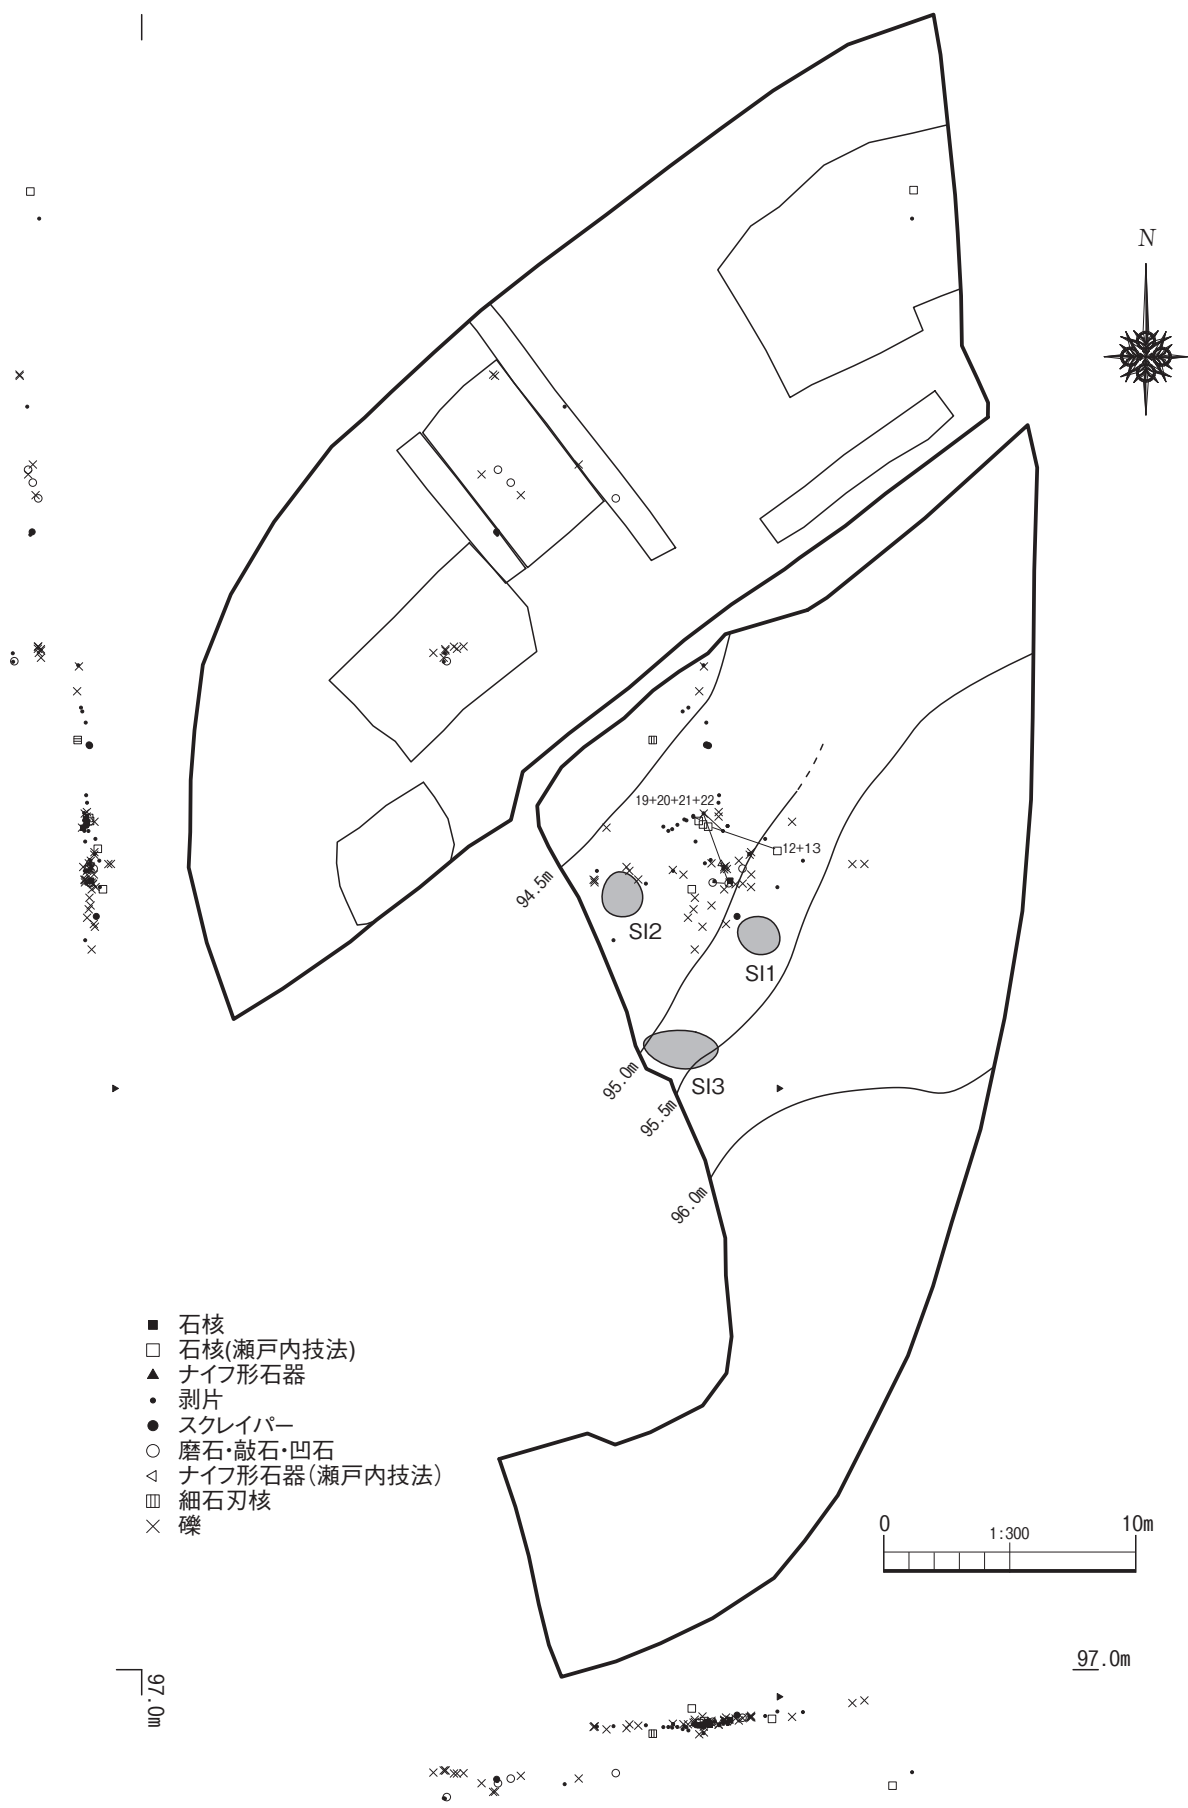 N
19+20+21+22
12+13
94.5m
SI2
SI1
95.0m
SI3
95.5m
96.0m
石核
石核(瀬戸内技法)
ナイフ形石器
剥片
スクレイパー
磨石・敲石・凹石
ナイフ形石器(瀬戸内技法)
細石刃核
礫
0 1:300 10m
97.0m
97.0m